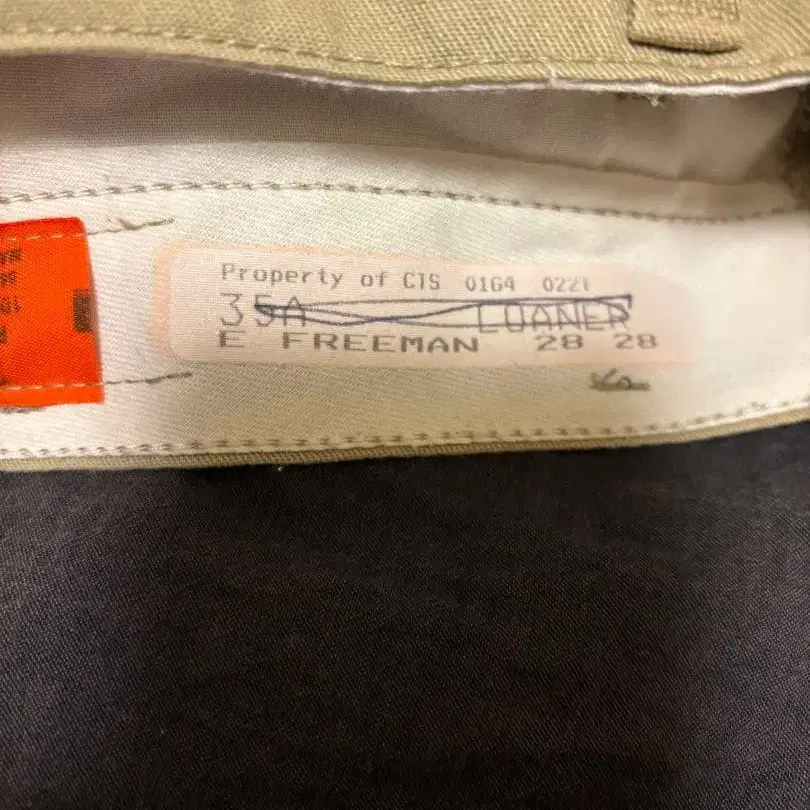 Property of CTS 0164 0221
35A LOANER
E FREEMAN 28 28